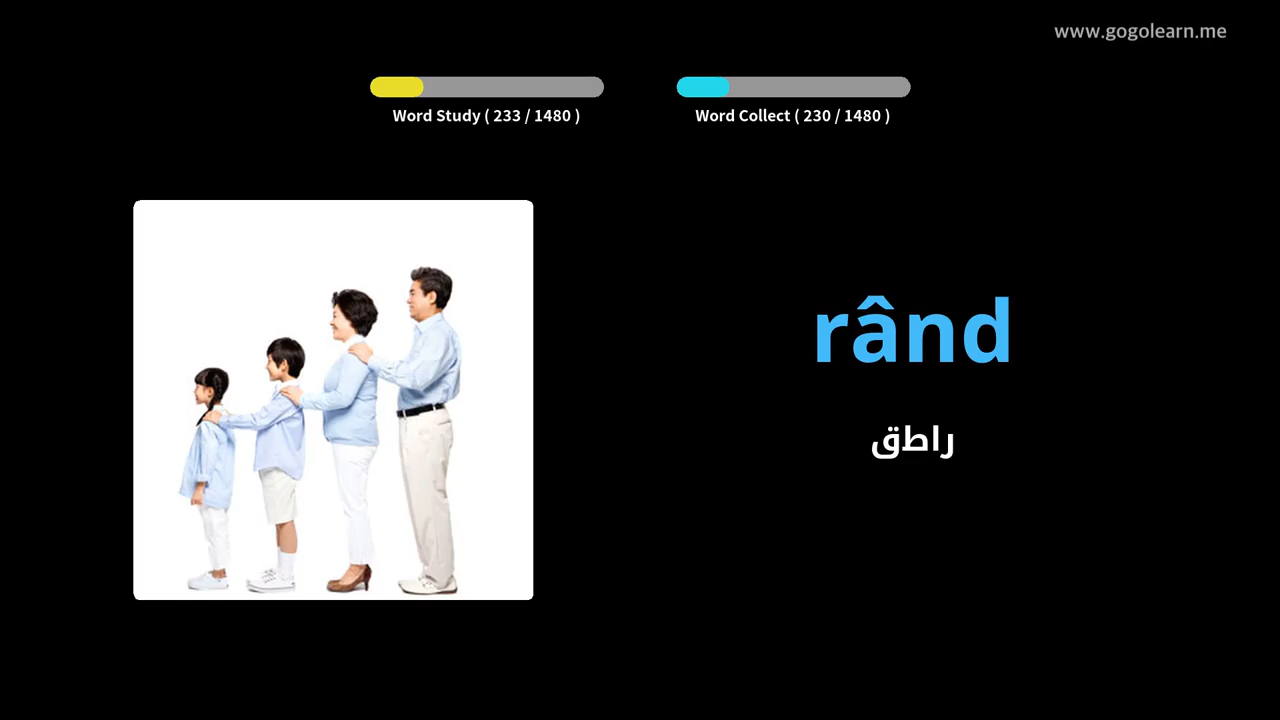 www.gogolearn.me
Word Study ( 233 / 1480 )
Word Collect ( 230 / 1480 )
rând
راطق